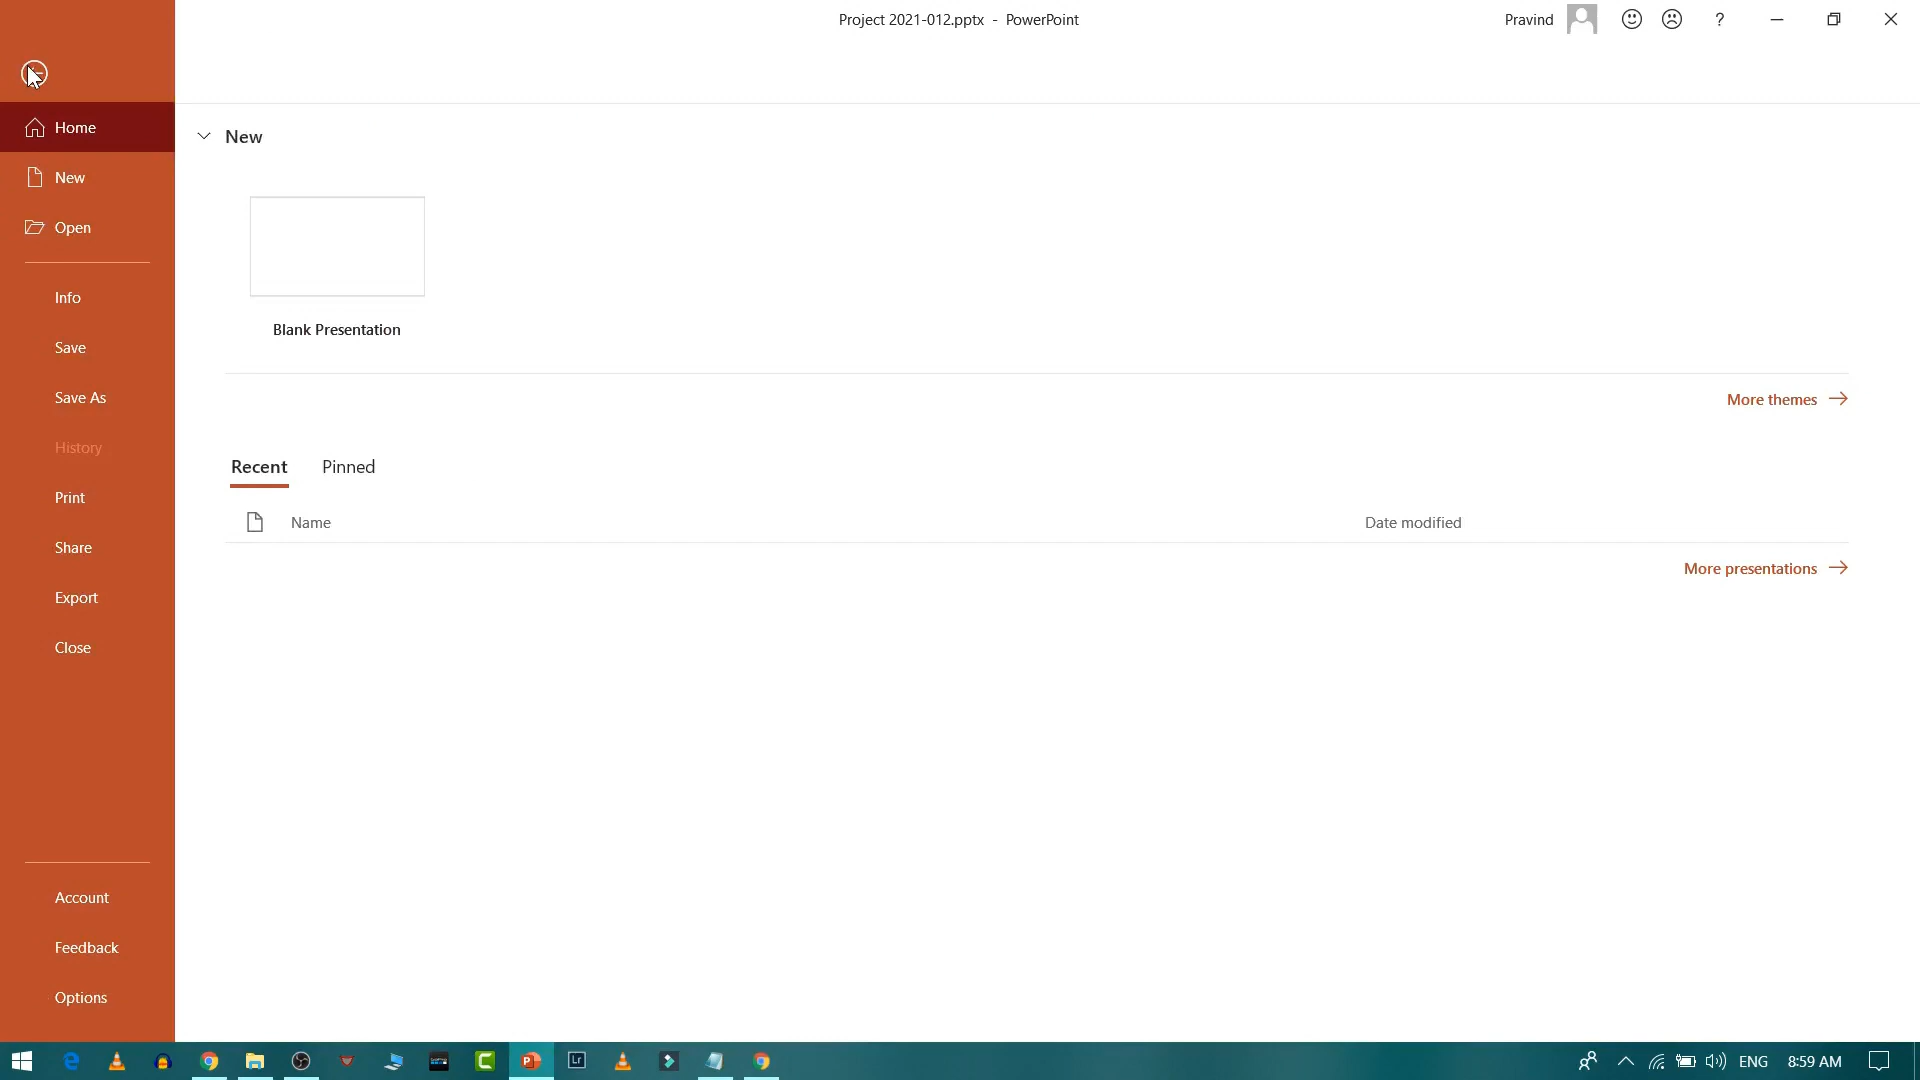 Project 2021-012.pptx - PowerPoint
Pravind
?
Home
New
Open
Info
Save
Save As
History
Print
Share
Export
Close
Account
Feedback
Options
New
Blank Presentation
More themes
Recent Pinned
Name Date modified
More presentations
P Lr
ENG 8:59 AM